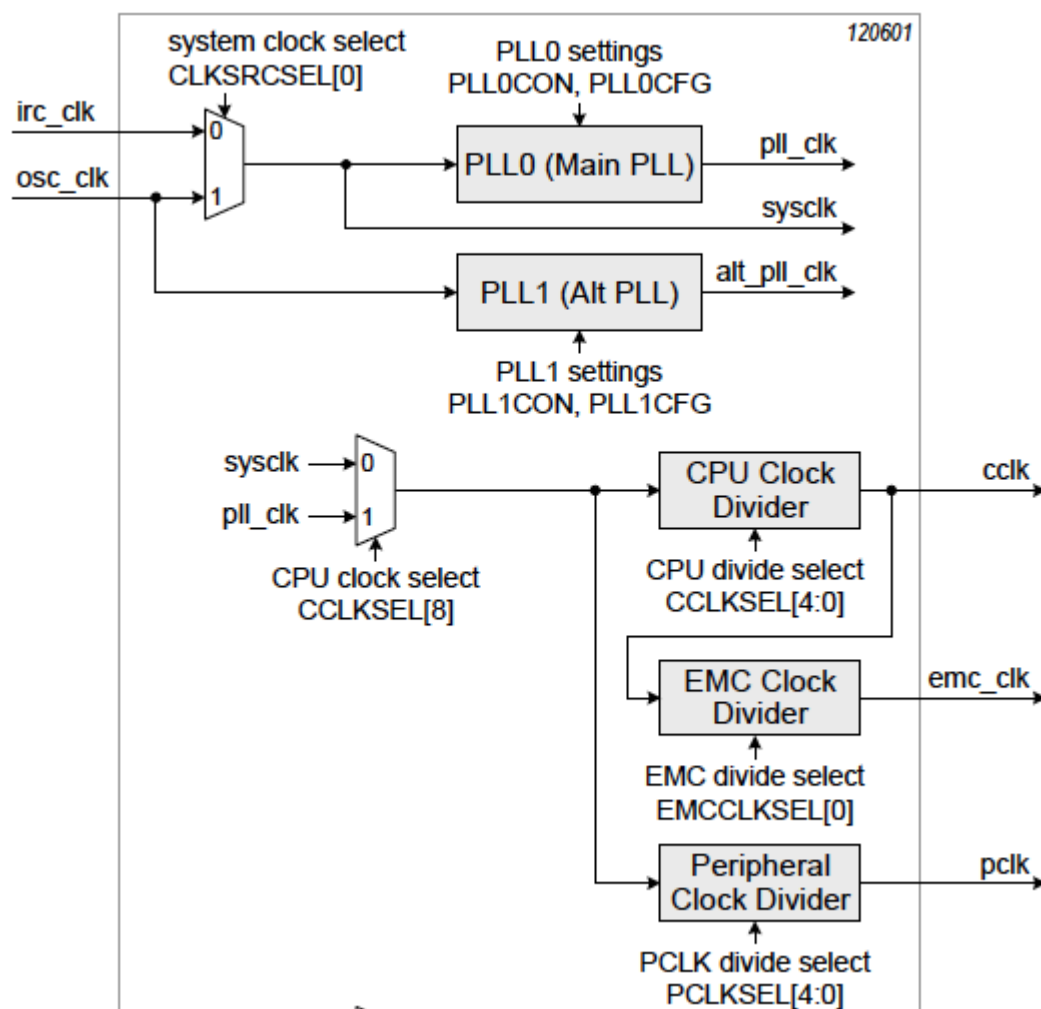 120601
system clock select
CLKSRCSEL[0]
PLL0 settings
PLL0CON, PLL0CFG
irc_clk
0
osc_clk
1
PLL0 (Main PLL)
pll_clk
sysclk
PLL1 (Alt PLL)
alt_pll_clk
PLL1 settings
PLL1CON, PLL1CFG
sysclk
0
pll_clk
1
CPU clock select
CCLKSEL[8]
CPU Clock
Divider
cclk
CPU divide select
CCLKSEL[4:0]
EMC Clock
Divider
emc_clk
EMC divide select
EMCCLKSEL[0]
Peripheral
Clock Divider
pclk
PCLK divide select
PCLKSEL[4:0]